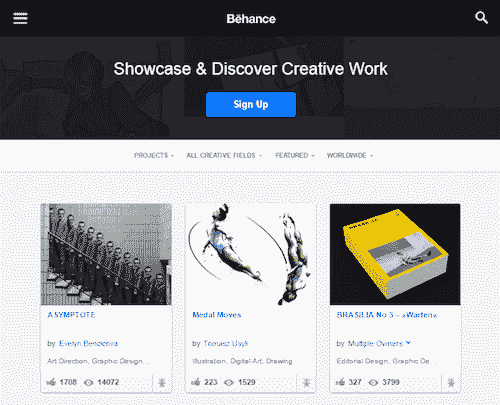 Bēhance
Showcase & Discover Creative Work
Sign Up
PROJECTS ALL CREATIVE FIELDS FEATURED WORLDWIDE
ASYMPTOTE
by Evelyn Bencicova
Art Direction, Graphic Design...
1708 14072
Medal Moves
by Tomasz
Illustration, Digital Art, Drawing
223 1529
BRASILIA No 3 – »Warten«
by Multiple Owners
Editorial Design, Graphic De...
327 3799